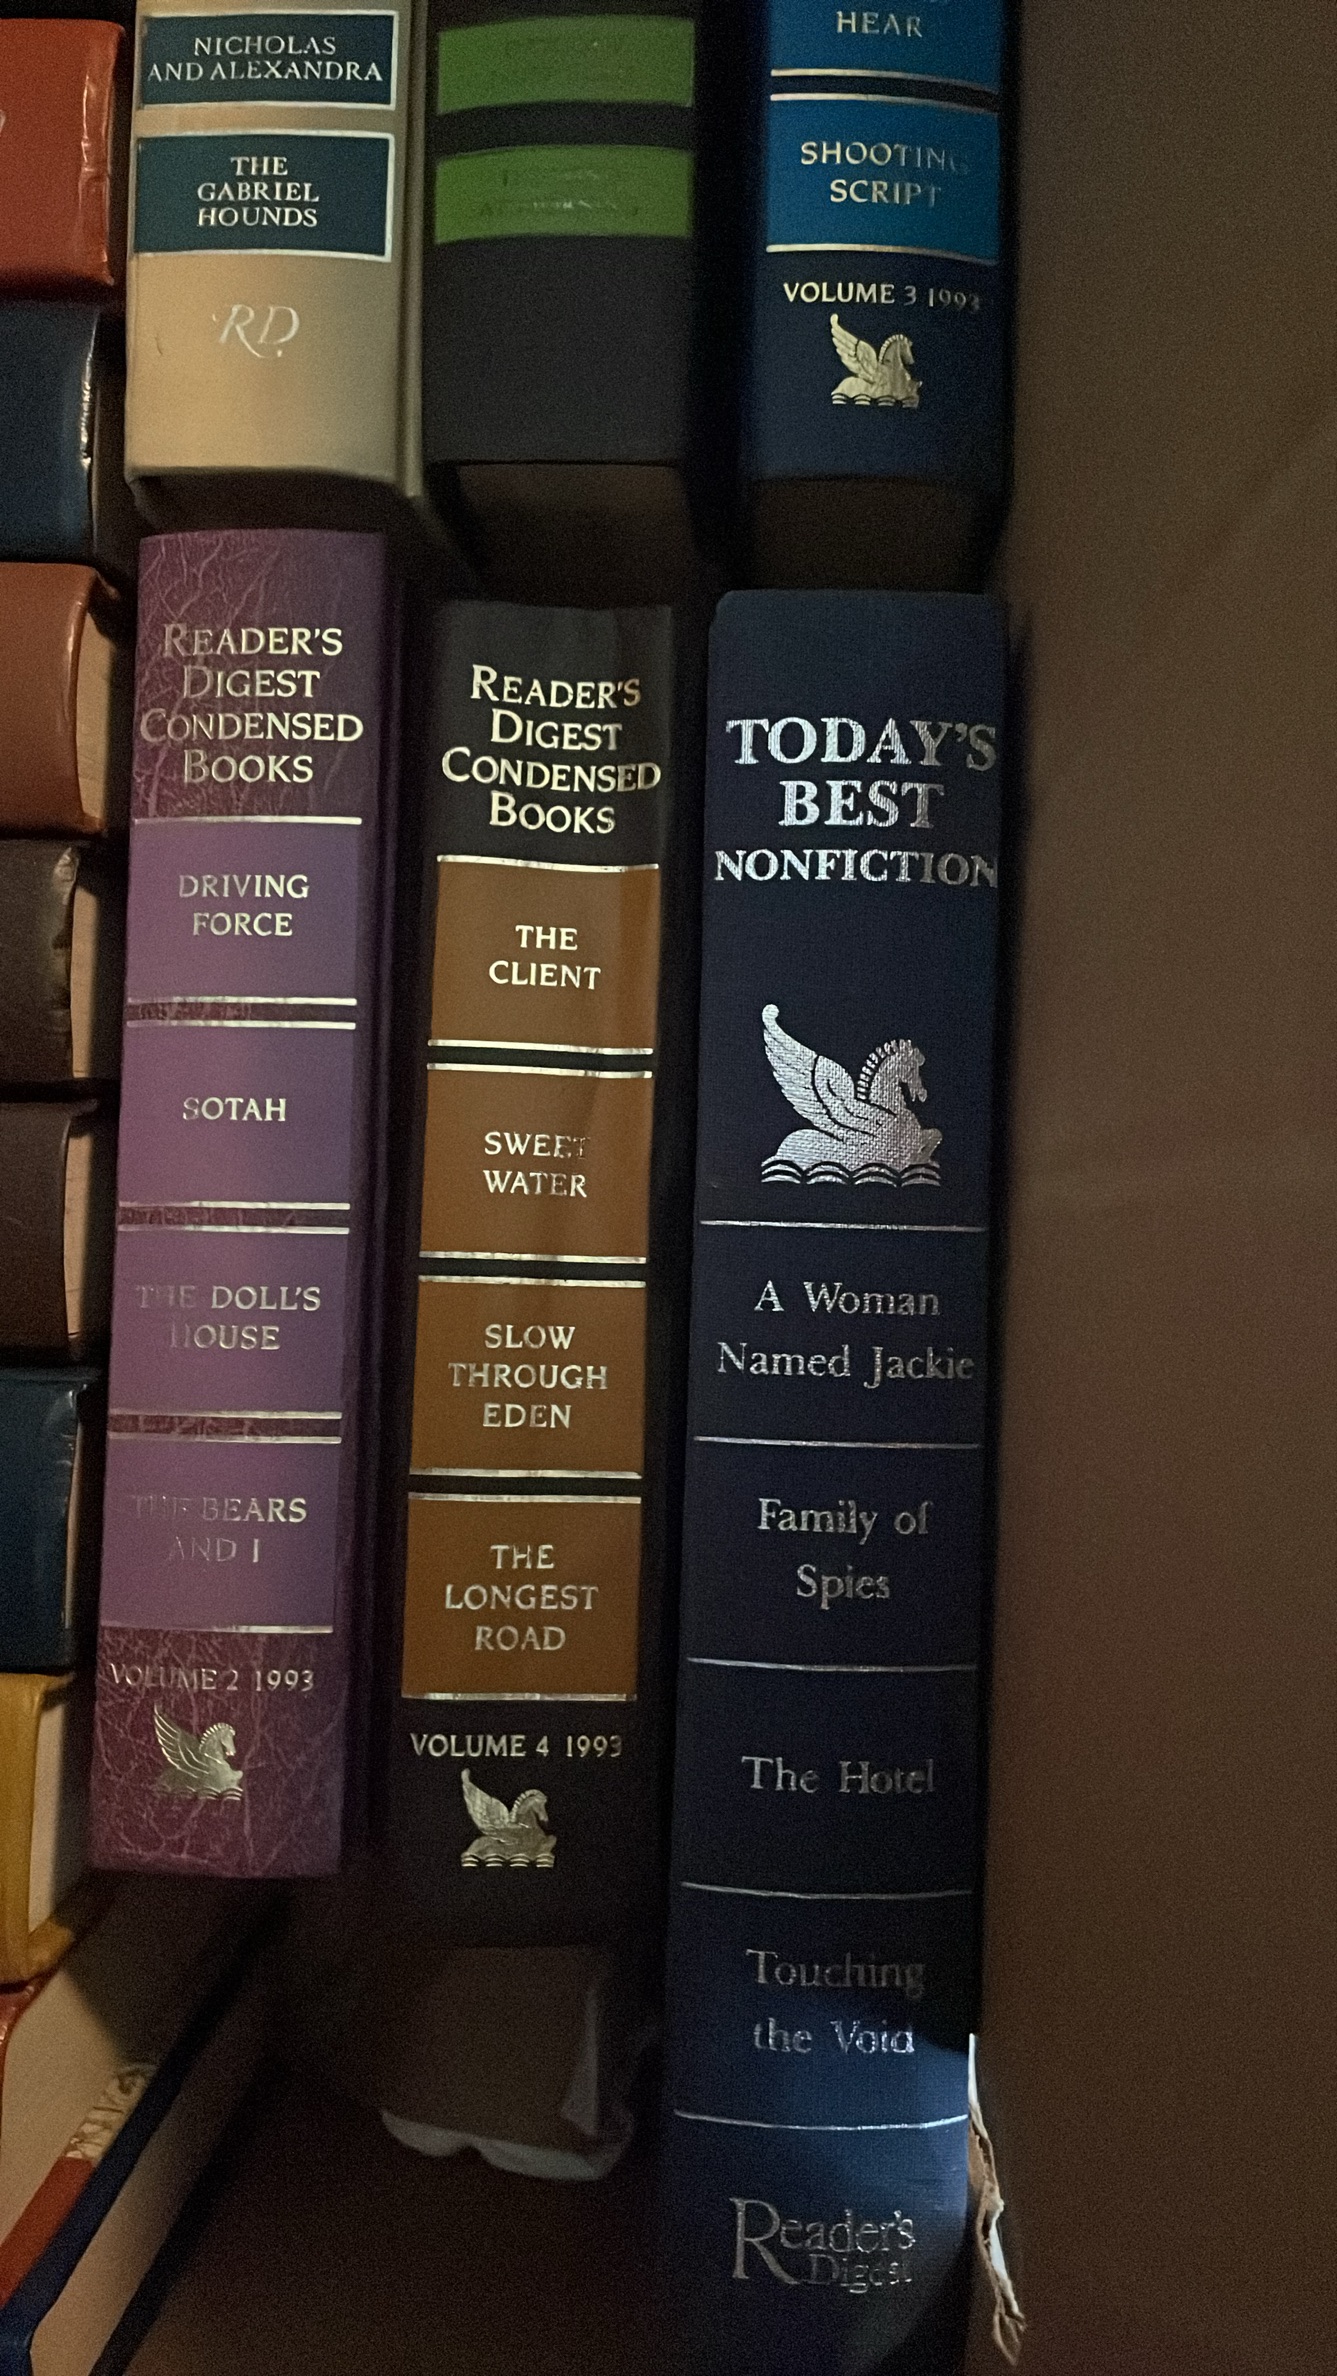 NICHOLAS
AND ALEXANDRA
THE
GABRIEL
HOUNDS
RD
HEAR
SHOOTING
SCRIPT
VOLUME 3 1993
READER'S
DIGEST
CONDENSED
BOOKS
DRIVING
FORCE
SOTAH
THE DOLL'S
HOUSE
THE BEARS
AND I
VOLUME 2 1993
READER'S
DIGEST
CONDENSED
BOOKS
THE
CLIENT
SWEET
WATER
SLOW
THROUGH
EDEN
THE
LONGEST
ROAD
VOLUME 4 1993
TODAY'S
BEST
NONFICTION
A Woman
Named Jackie
Family of
Spies
The Hotel
Touching
the Void
Reader's
Digest